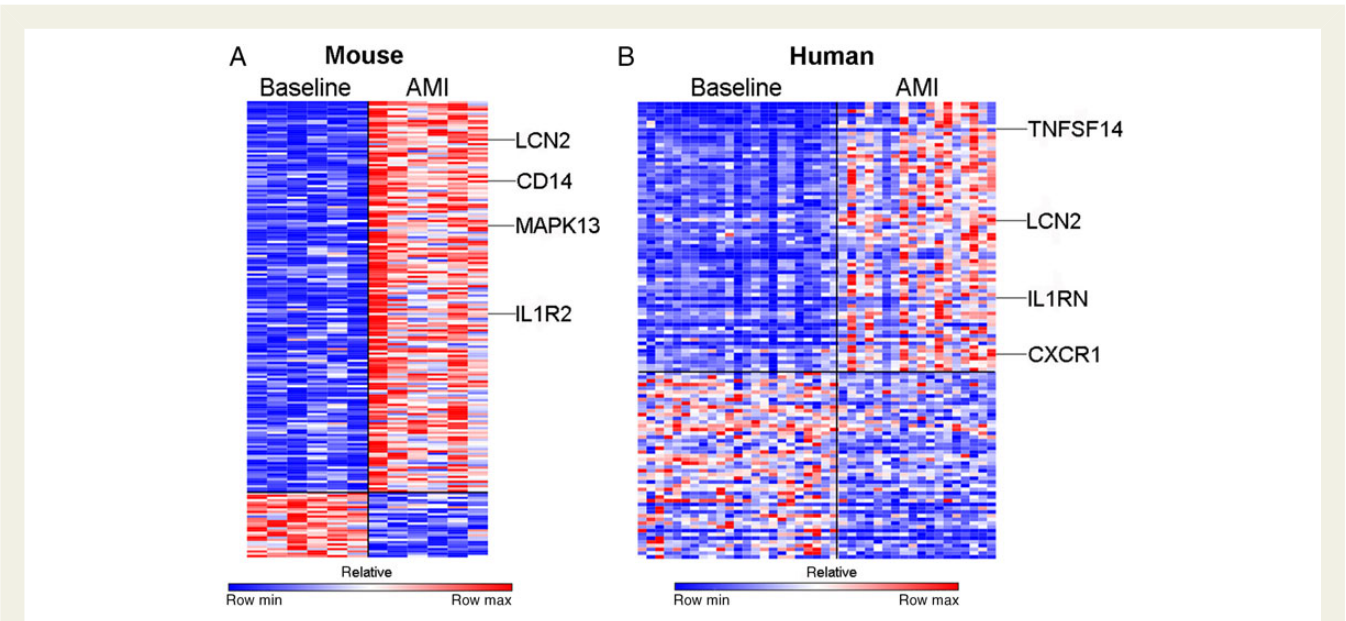 A
Mouse
Baseline AMI
LCN2
CD14
MAPK13
IL1R2
Relative
Row min Row max
B
Human
Baseline AMI
TNFSF14
LCN2
IL1RN
CXCR1
Relative
Row min Row max